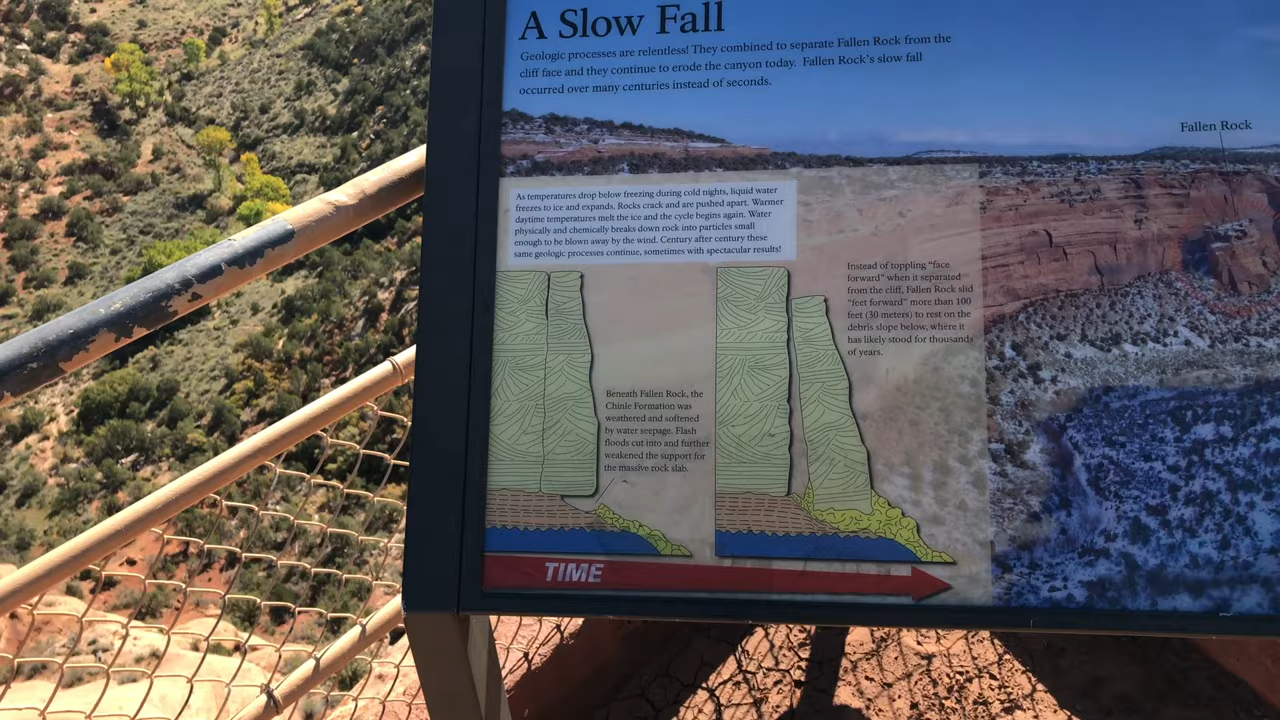 A Slow Fall
Geologic processes are relentless! They combined to separate Fallen Rock from the
cliff face and they continue to erode the canyon today. Fallen Rock's slow fall
occurred over many centuries instead of seconds.
Fallen Rock
As temperatures drop below freezing during cold nights, liquid water
freezes to ice and expands. Rocks crack and are pushed apart. Warmer
daytime temperatures melt the ice and the cycle begins again. Water
physically and chemically breaks down rock into particles small
enough to be blown away by the wind. Century after century these
same geologic processes continue, sometimes with spectacular results!
Instead of toppling "face
forward" when it separated
from the cliff, Fallen Rock slid
"feet forward" more than 100
feet (30 meters) to rest on the
debris slope below, where it
has likely stood for thousands
of years.
Beneath Fallen Rock, the
Chinle Formation was
weathered and softened
by water seepage. Flash
floods cut into and further
weakened the support for
the massive rock slab.
TIME